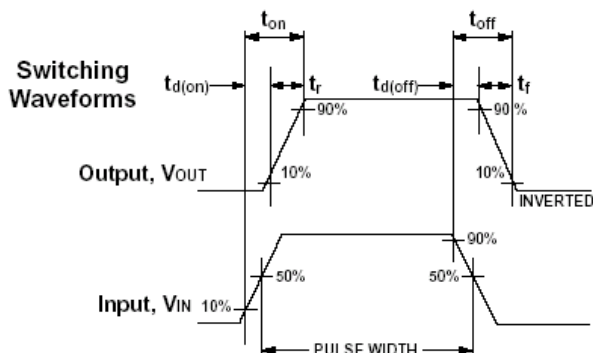 ton
toff
Switching
Waveforms
td(on)
tr
td(off)
tf
90%
90%
Output, VOUT
10%
10%
INVERTED
90%
50%
50%
Input, VIN
10%
PULSE WIDTH